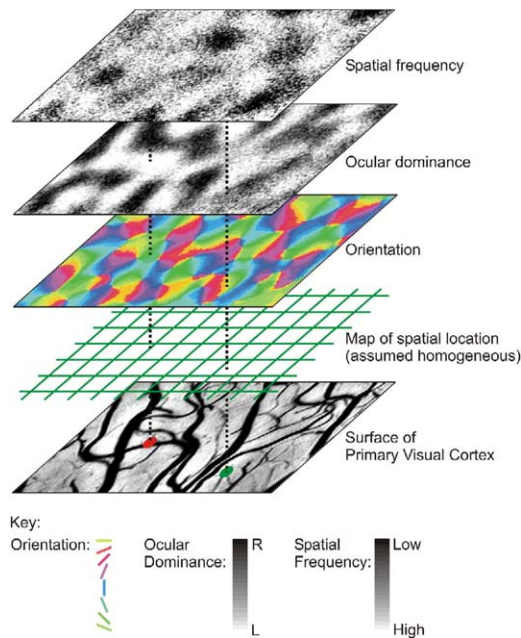 Spatial frequency
Ocular dominance
Orientation
Map of spatial location
(assumed homogeneous)
Surface of
Primary Visual Cortex
Key:
Orientation:
Ocular
Dominance:
R
L
Spatial
Frequency:
Low
High